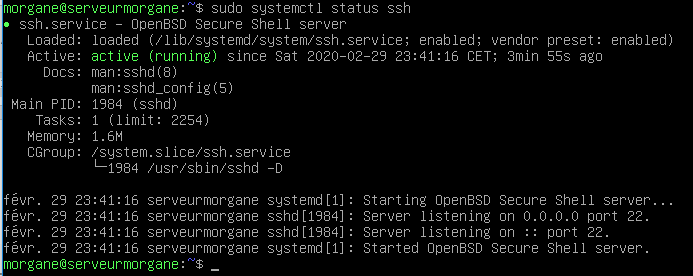 morgane@serveurmorgane:~$ sudo systemctl status ssh
● ssh.service - OpenBSD Secure Shell server
Loaded: loaded (/lib/systemd/system/ssh.service; enabled; vendor preset: enabled)
Active: active (running) since Sat 2020-02-29 23:41:16 CET; 3min 55s ago
Docs: man:sshd(8)
man:sshd_config(5)
Main PID: 1984 (sshd)
Tasks: 1 (limit: 2254)
Memory: 1.6M
CGroup: /system.slice/ssh.service
└─1984 /usr/sbin/sshd -D
févr. 29 23:41:16 serveurmorgane systemd[1]: Starting OpenBSD Secure Shell server...
févr. 29 23:41:16 serveurmorgane sshd[1984]: Server listening on 0.0.0.0 port 22.
févr. 29 23:41:16 serveurmorgane sshd[1984]: Server listening on :: port 22.
févr. 29 23:41:16 serveurmorgane systemd[1]: Started OpenBSD Secure Shell server.
morgane@serveurmorgane:~$ _